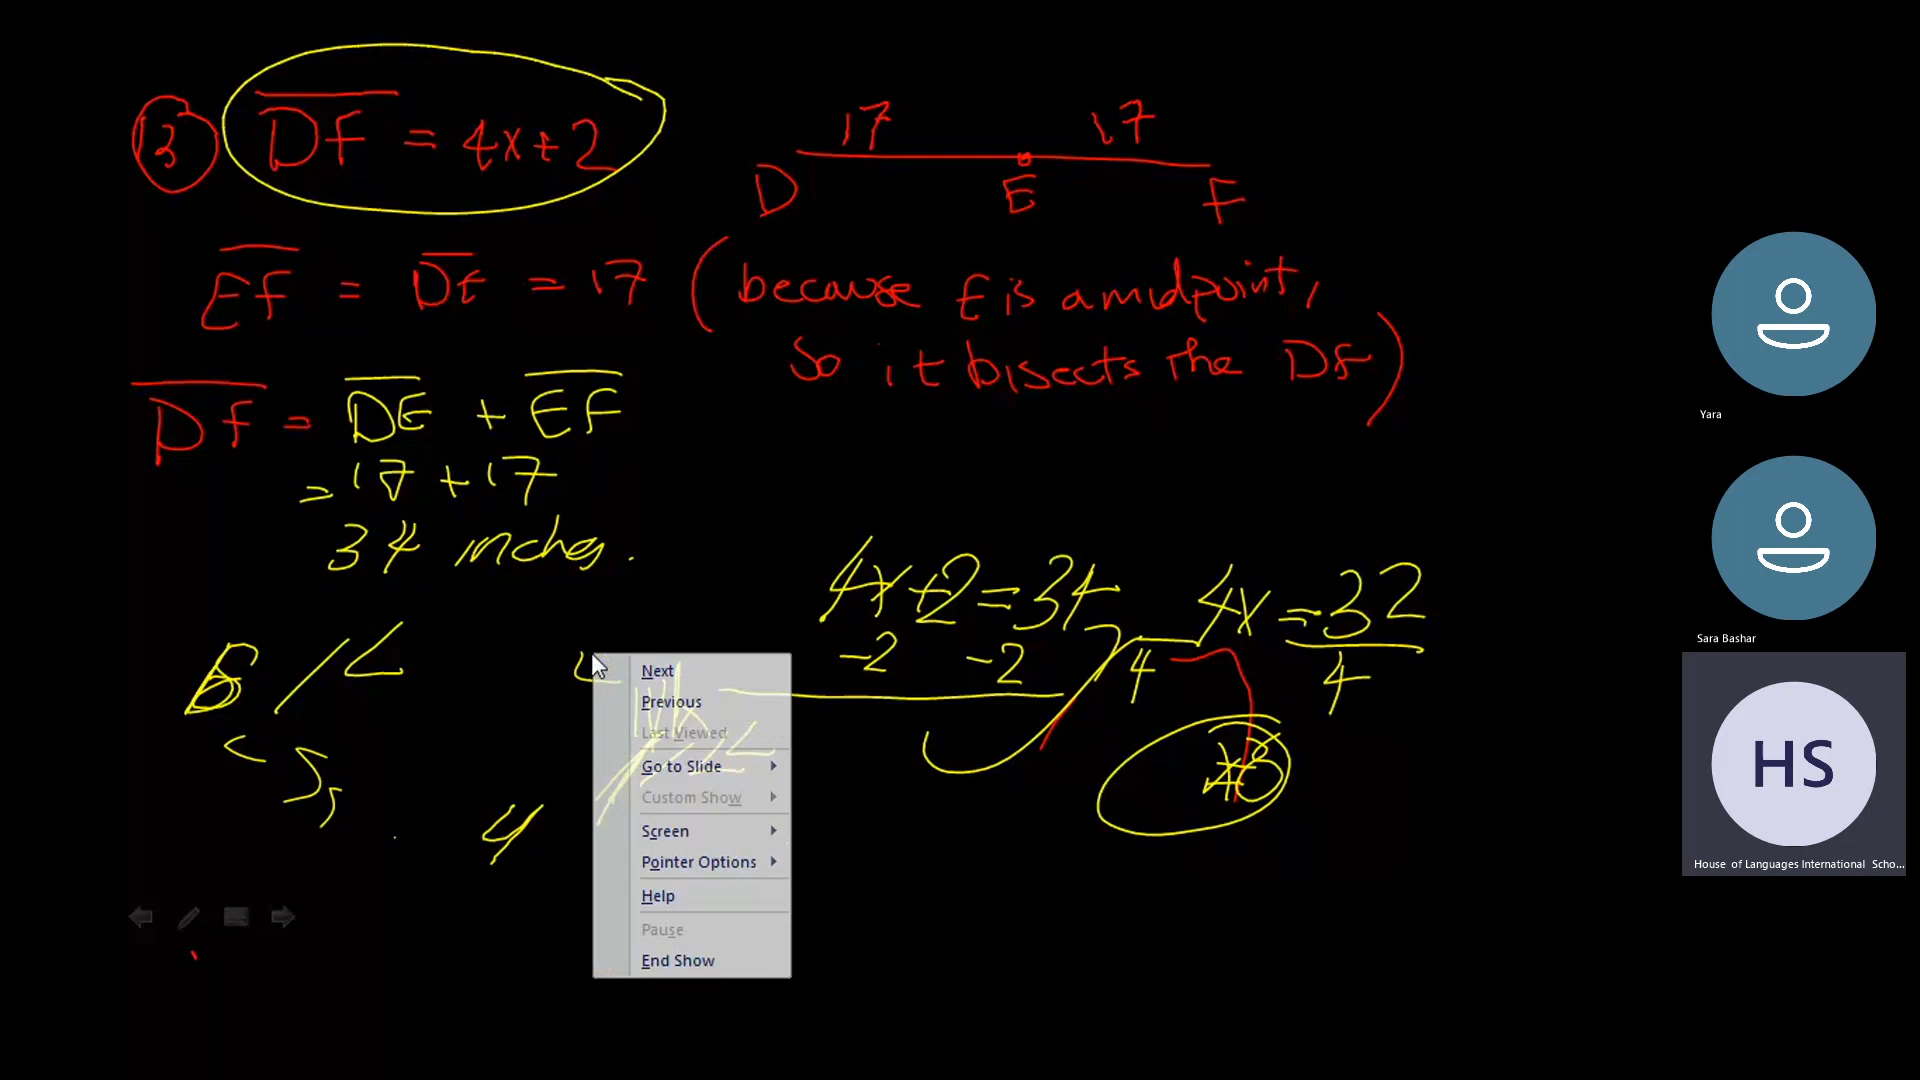 13 DF = 4x+2
17 17
D E F
EF = DE = 17 (because E is a midpoint,
so it bisects the DF)
DF = DE + EF
= 17 + 17
34 inches.
4x+2=34
-2 -2
4x = 32
4 4
Next
Previous
Last Viewed
Go to Slide
Custom Show
Screen
Pointer Options
Help
Pause
End Show
Yara
Sara Bashar
HS
House of Languages International Scho...